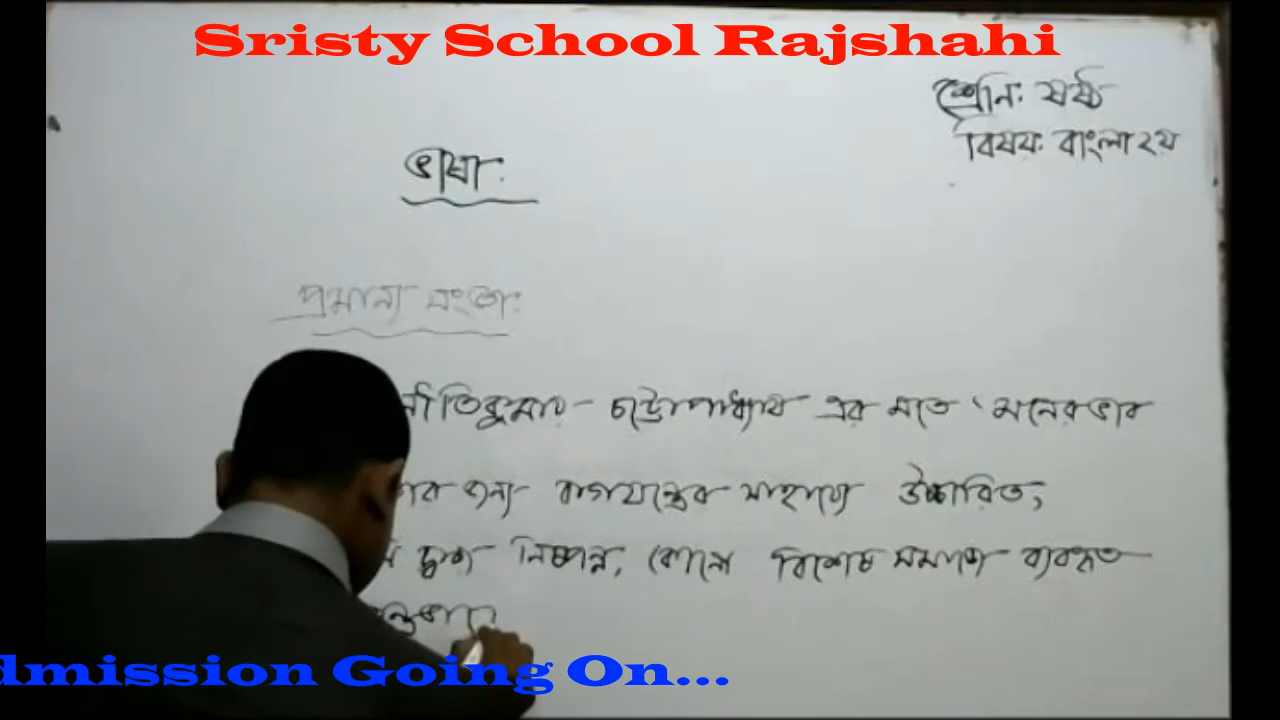 Sristy School Rajshahi
শ্রেনি: ষষ্ঠ
বিষয়: বাংলা ২য়
ভাষা:
প্রমান্য সংজ্ঞা:
নীতিকুমার চট্টোপাধ্যায় এর মতে ‘মনের ভাব
জন্য বাগযন্ত্রের সাহায্যে উচ্চারিত,
দ্বারা নিষ্পন্ন, কোনো বিশেষ সমাজে ব্যবহৃত
dmission Going On...